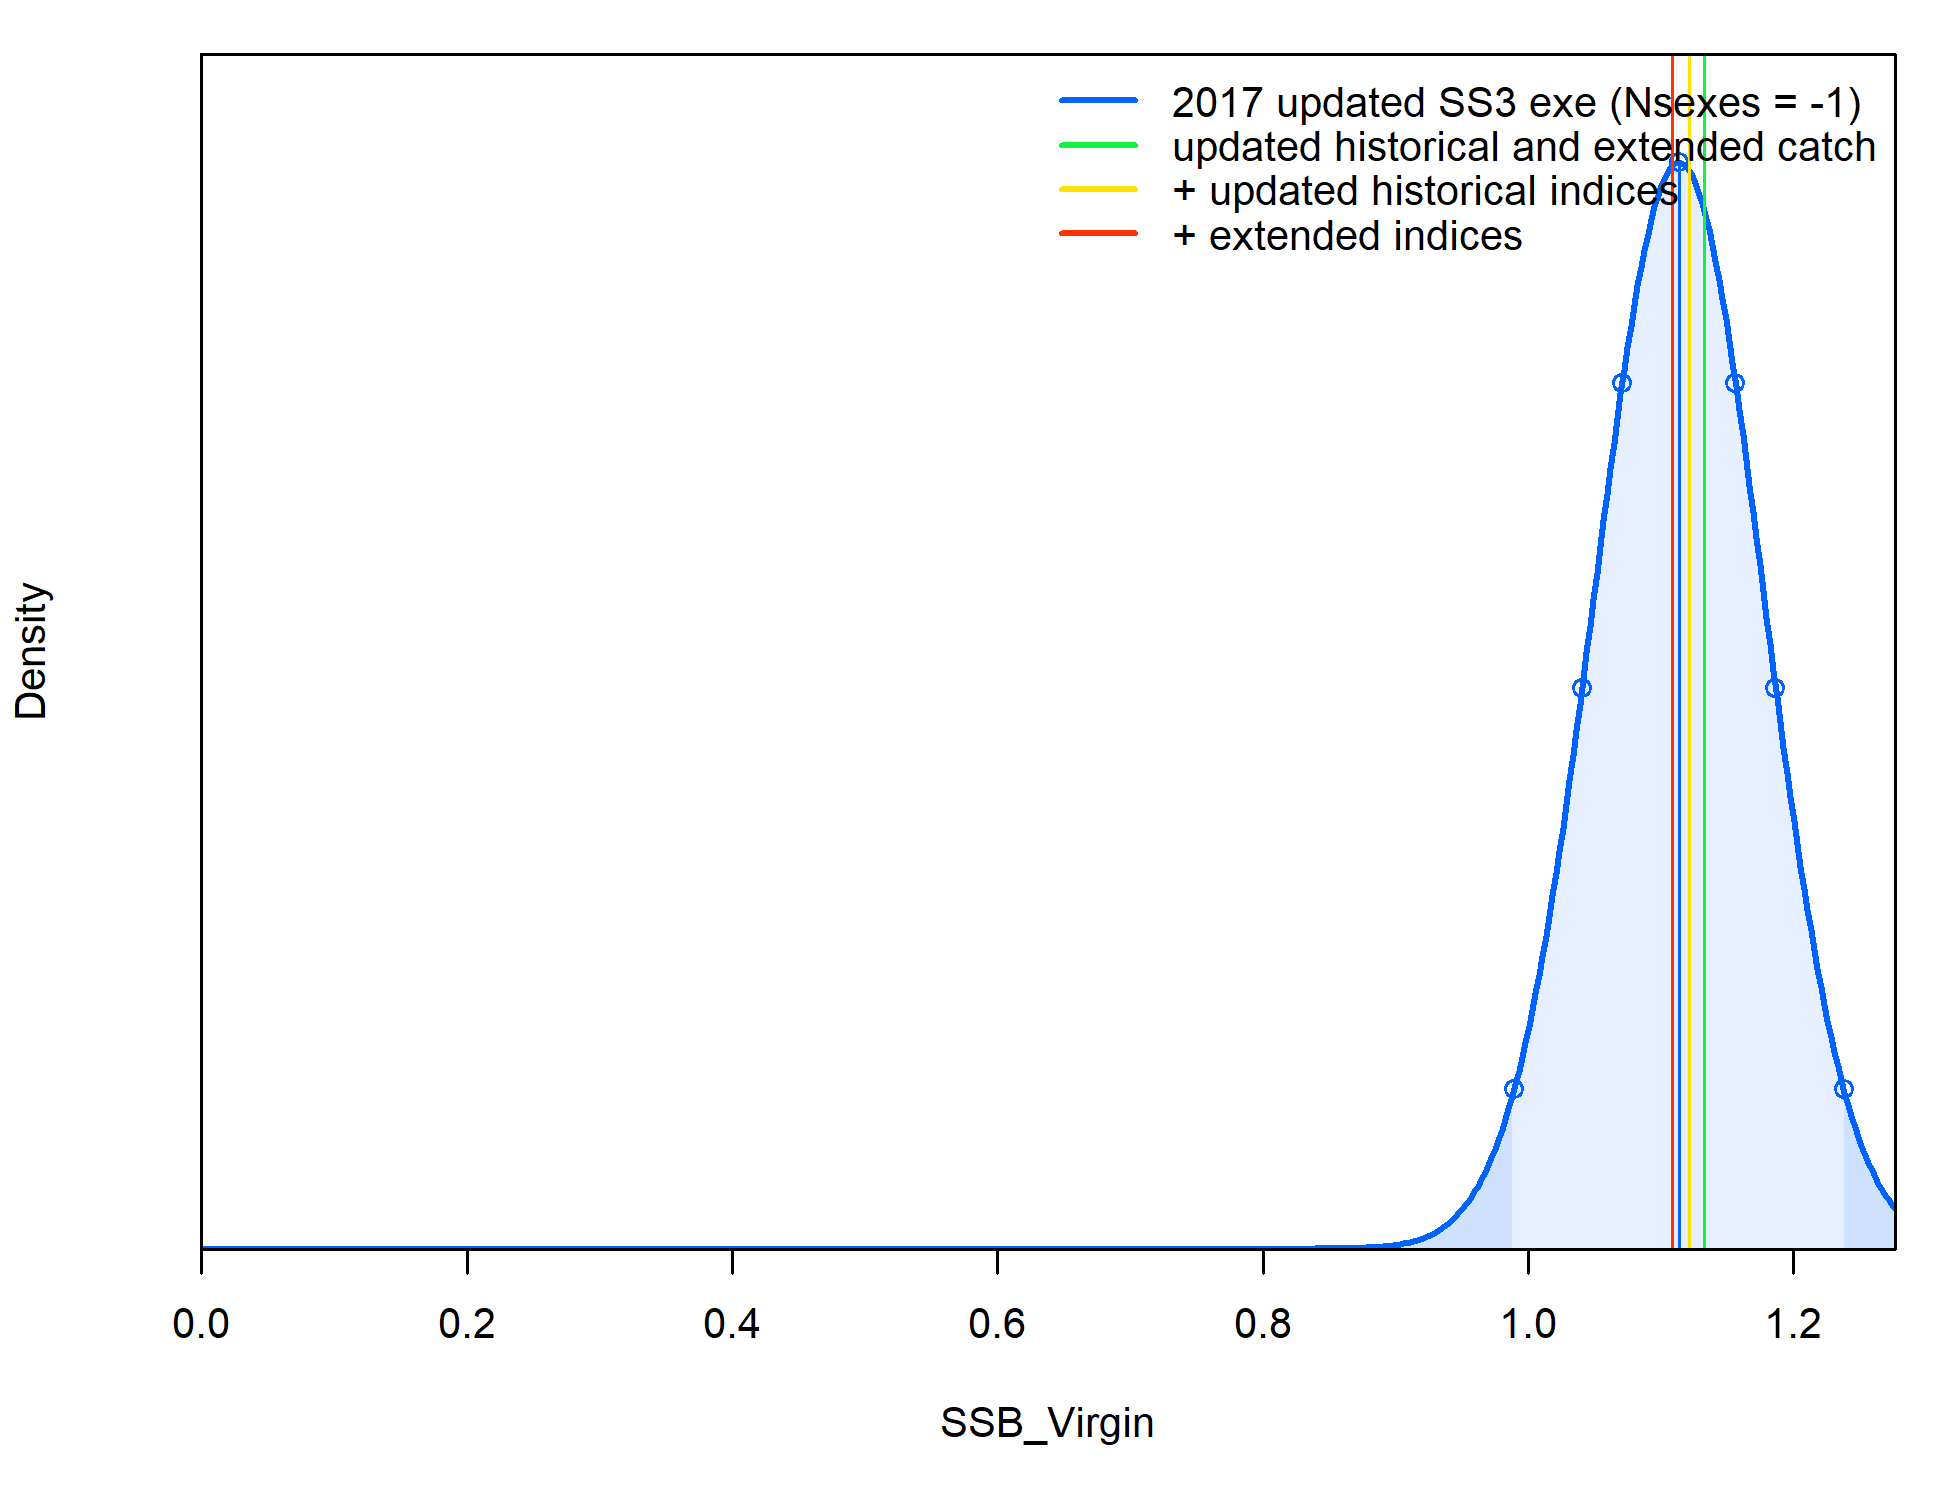 2017 updated SS3 exe (Nsexes = -1)
updated historical and extended catch
+ updated historical indices
+ extended indices
Density
0.0 0.2 0.4 0.6 0.8 1.0 1.2
SSB_Virgin